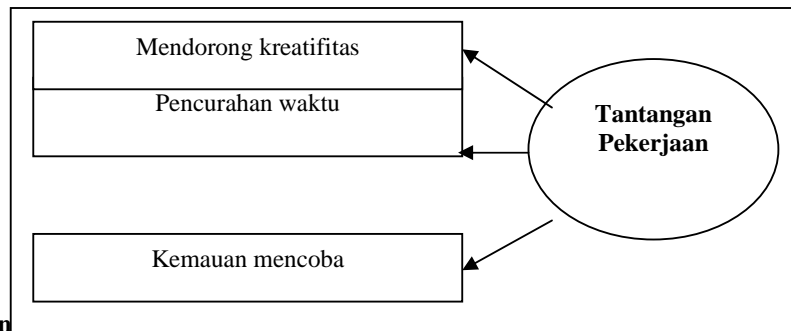 Mendorong kreatifitas
Pencurahan waktu
Tantangan
Pekerjaan
Kemauan mencoba
n